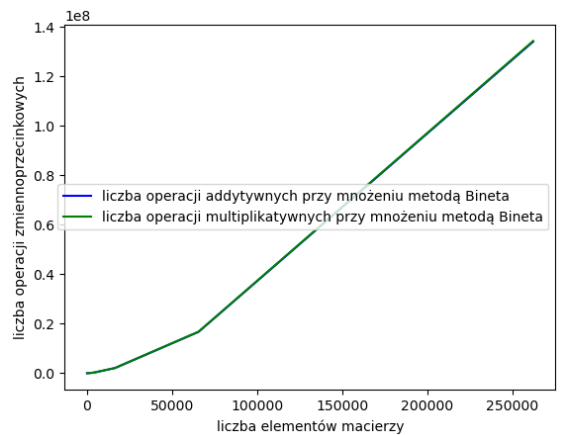 1e8
1.4
1.2
1.0
0.8
0.6
0.4
0.2
0.0
liczba operacji zmiennoprzecinkowych
liczba operacji addytywnych przy mnożeniu metodą Bineta
liczba operacji multiplikatywnych przy mnożeniu metodą Bineta
0 50000 100000 150000 200000 250000
liczba elementów macierzy